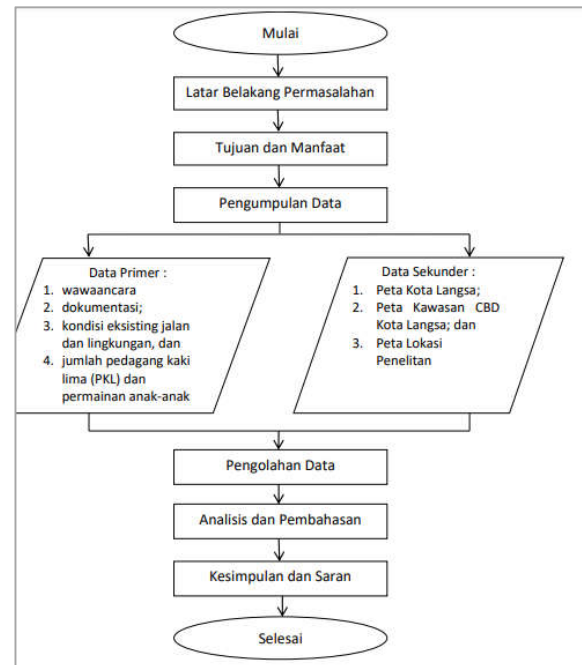 Mulai
Latar Belakang Permasalahan
Tujuan dan Manfaat
Pengumpulan Data
Data Primer :
1. wawaancara
2. dokumentasi;
3. kondisi eksisting jalan
dan lingkungan, dan
4. jumlah pedagang kaki
lima (PKL) dan
permainan anak-anak
Data Sekunder :
1. Peta Kota Langsa;
2. Peta Kawasan CBD
Kota Langsa; dan
3. Peta Lokasi
Penelitan
Pengolahan Data
Analisis dan Pembahasan
Kesimpulan dan Saran
Selesai